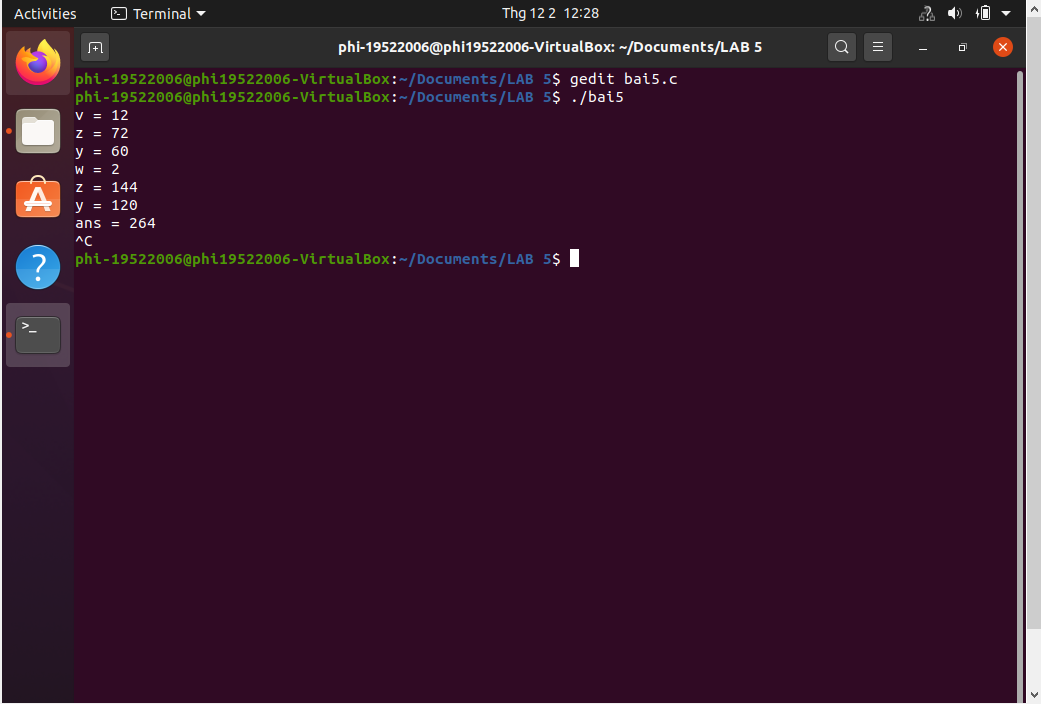 Activities Terminal Thg 12 2 12:28
phi-19522006@phi19522006-VirtualBox: ~/Documents/LAB 5
phi-19522006@phi19522006-VirtualBox:~/Documents/LAB 5$ gedit bai5.c
phi-19522006@phi19522006-VirtualBox:~/Documents/LAB 5$ ./bai5
v = 12
z = 72
y = 60
w = 2
z = 144
y = 120
ans = 264
^C
phi-19522006@phi19522006-VirtualBox:~/Documents/LAB 5$